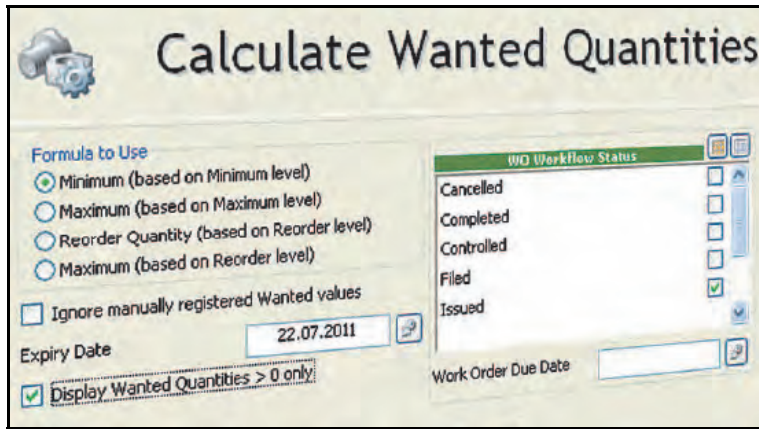 Calculate Wanted Quantities
Formula to Use
Minimum (based on Minimum level)
Maximum (based on Maximum level)
Reorder Quantity (based on Reorder level)
Maximum (based on Reorder level)
Ignore manually registered Wanted values
Expiry Date
22.07.2011
Display Wanted Quantities > 0 only
WO Workflow Status
Cancelled
Completed
Controlled
Filed
Issued
Work Order Due Date